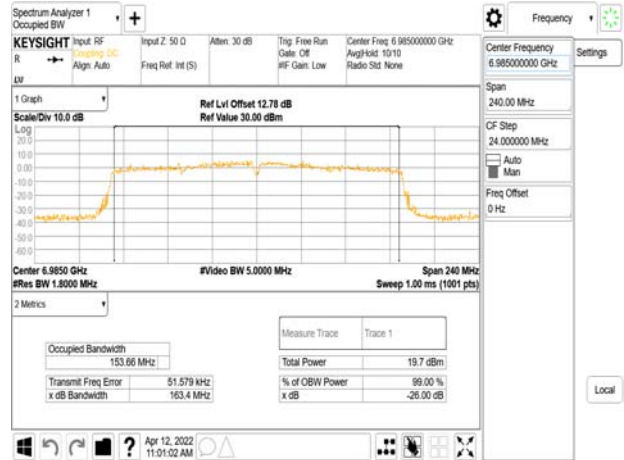 Spectrum Analyzer 1
Occupied BW
+
Frequency
KEYSIGHT
Input: RF
Coupling: DC
Align: Auto
Input Z: 50 Ω
Freq Ref: Int (S)
Atten: 30 dB
Trig: Free Run
Gate: Off
#IF Gain: Low
Center Freq: 6.985000000 GHz
Avg|Hold: 10/10
Radio Std: None
R
LV
1 Graph
Scale/Div 10.0 dB
Ref Lvl Offset 12.78 dB
Ref Value 30.00 dBm
Log
20.0
10.0
0.00
-10.0
-20.0
-30.0
-40.0
-50.0
-60.0
Center 6.9850 GHz
#Res BW 1.8000 MHz
#Video BW 5.0000 MHz
Span 240 MHz
Sweep 1.00 ms (1001 pts)
2 Metrics
Measure Trace
Trace 1
Occupied Bandwidth
153.66 MHz
Total Power
19.7 dBm
Transmit Freq Error
51.579 kHz
% of OBW Power
99.00 %
x dB Bandwidth
163.4 MHz
x dB
-26.00 dB
Center Frequency
6.985000000 GHz
Settings
Span
240.00 MHz
CF Step
24.000000 MHz
Auto
Man
Freq Offset
0 Hz
Local
?
Apr 12, 2022
11:01:02 AM